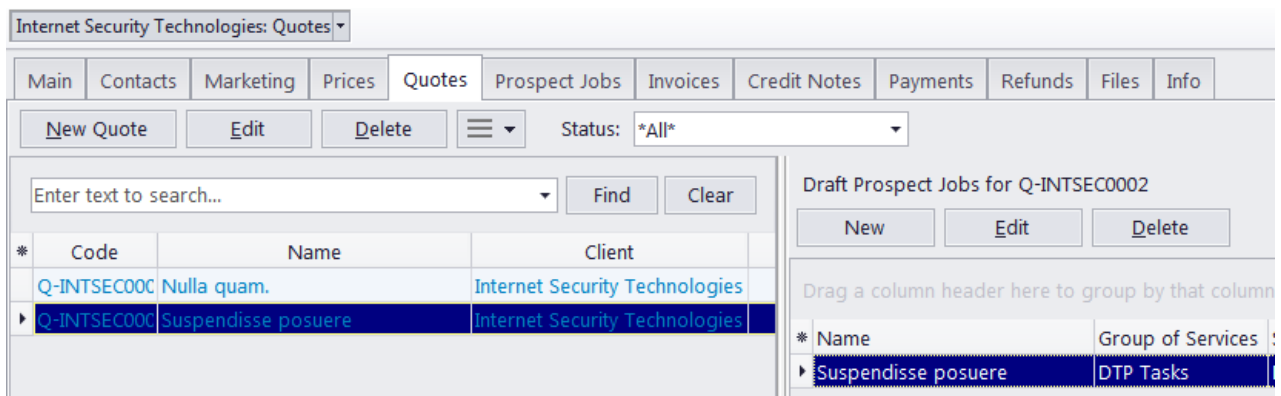 Internet Security Technologies: Quotes
Main Contacts Marketing Prices Quotes Prospect Jobs Invoices Credit Notes Payments Refunds Files Info
New Quote Edit Delete Status: *All*
Enter text to search... Find Clear
* Code Name Client
Q-INTSEC000 Nulla quam. Internet Security Technologies
Q-INTSEC000 Suspendisse posuere Internet Security Technologies
Draft Prospect Jobs for Q-INTSEC0002
New Edit Delete
Drag a column header here to group by that column
* Name Group of Services
Suspendisse posuere DTP Tasks